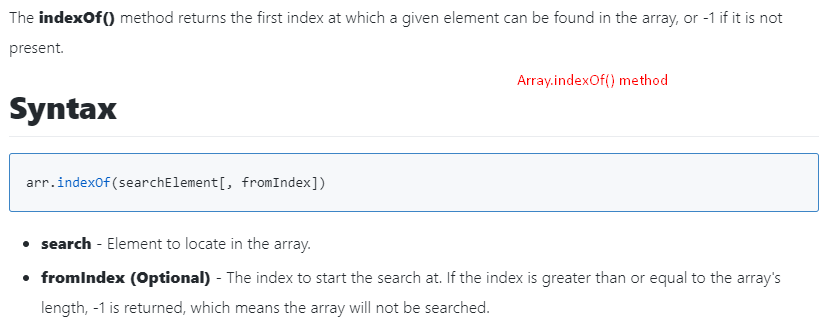 The indexOf() method returns the first index at which a given element can be found in the array, or -1 if it is not
present.
Array.indexOf() method
Syntax
arr.indexOf(searchElement[, fromIndex])
• search - Element to locate in the array.
• fromIndex (Optional) - The index to start the search at. If the index is greater than or equal to the array's
length, -1 is returned, which means the array will not be searched.